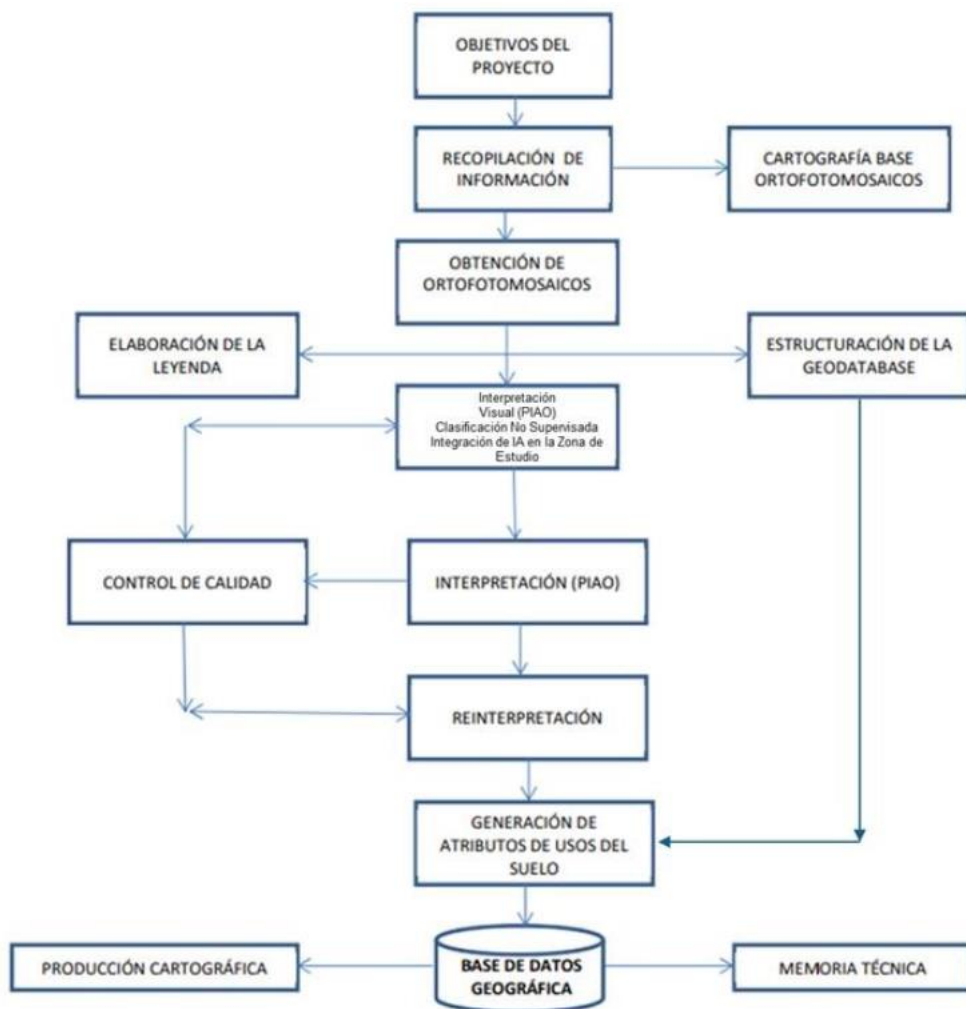 OBJETIVOS DEL
PROYECTO
RECOPILACIÓN DE
INFORMACIÓN
CARTOGRAFÍA BASE
ORTOFOTOMOSAICOS
OBTENCIÓN DE
ORTOFOTOMOSAICOS
ELABORACIÓN DE LA
LEYENDA
ESTRUCTURACIÓN DE LA
GEODATABASE
Interpretación
Visual (PIAO)
Clasificación No Supervisada
Integración de IA en la Zona de
Estudio
CONTROL DE CALIDAD
INTERPRETACIÓN (PIAO)
REINTERPRETACIÓN
GENERACIÓN DE
ATRIBUTOS DE USOS DEL
SUELO
PRODUCCIÓN CARTOGRÁFICA
BASE DE DATOS
GEOGRÁFICA
MEMORIA TÉCNICA